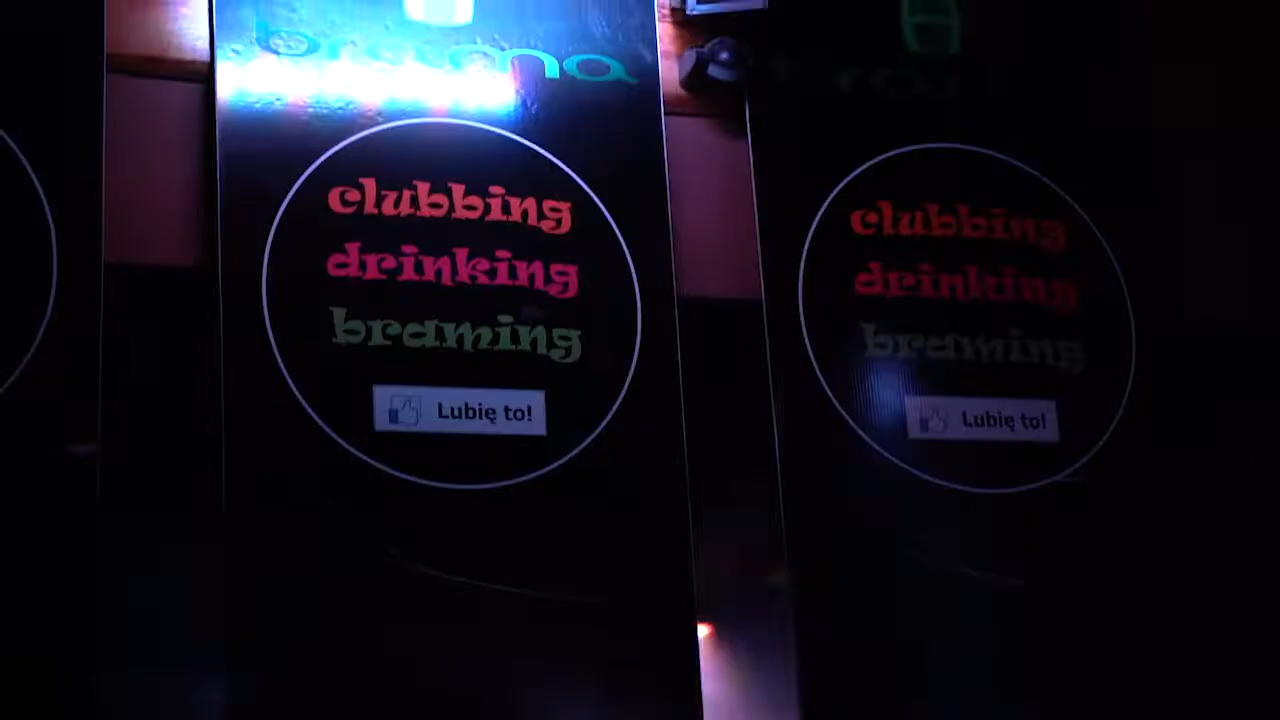 brama
clubbing
drinking
braming
Lubię to!
clubbing
drinking
braming
Lubię to!